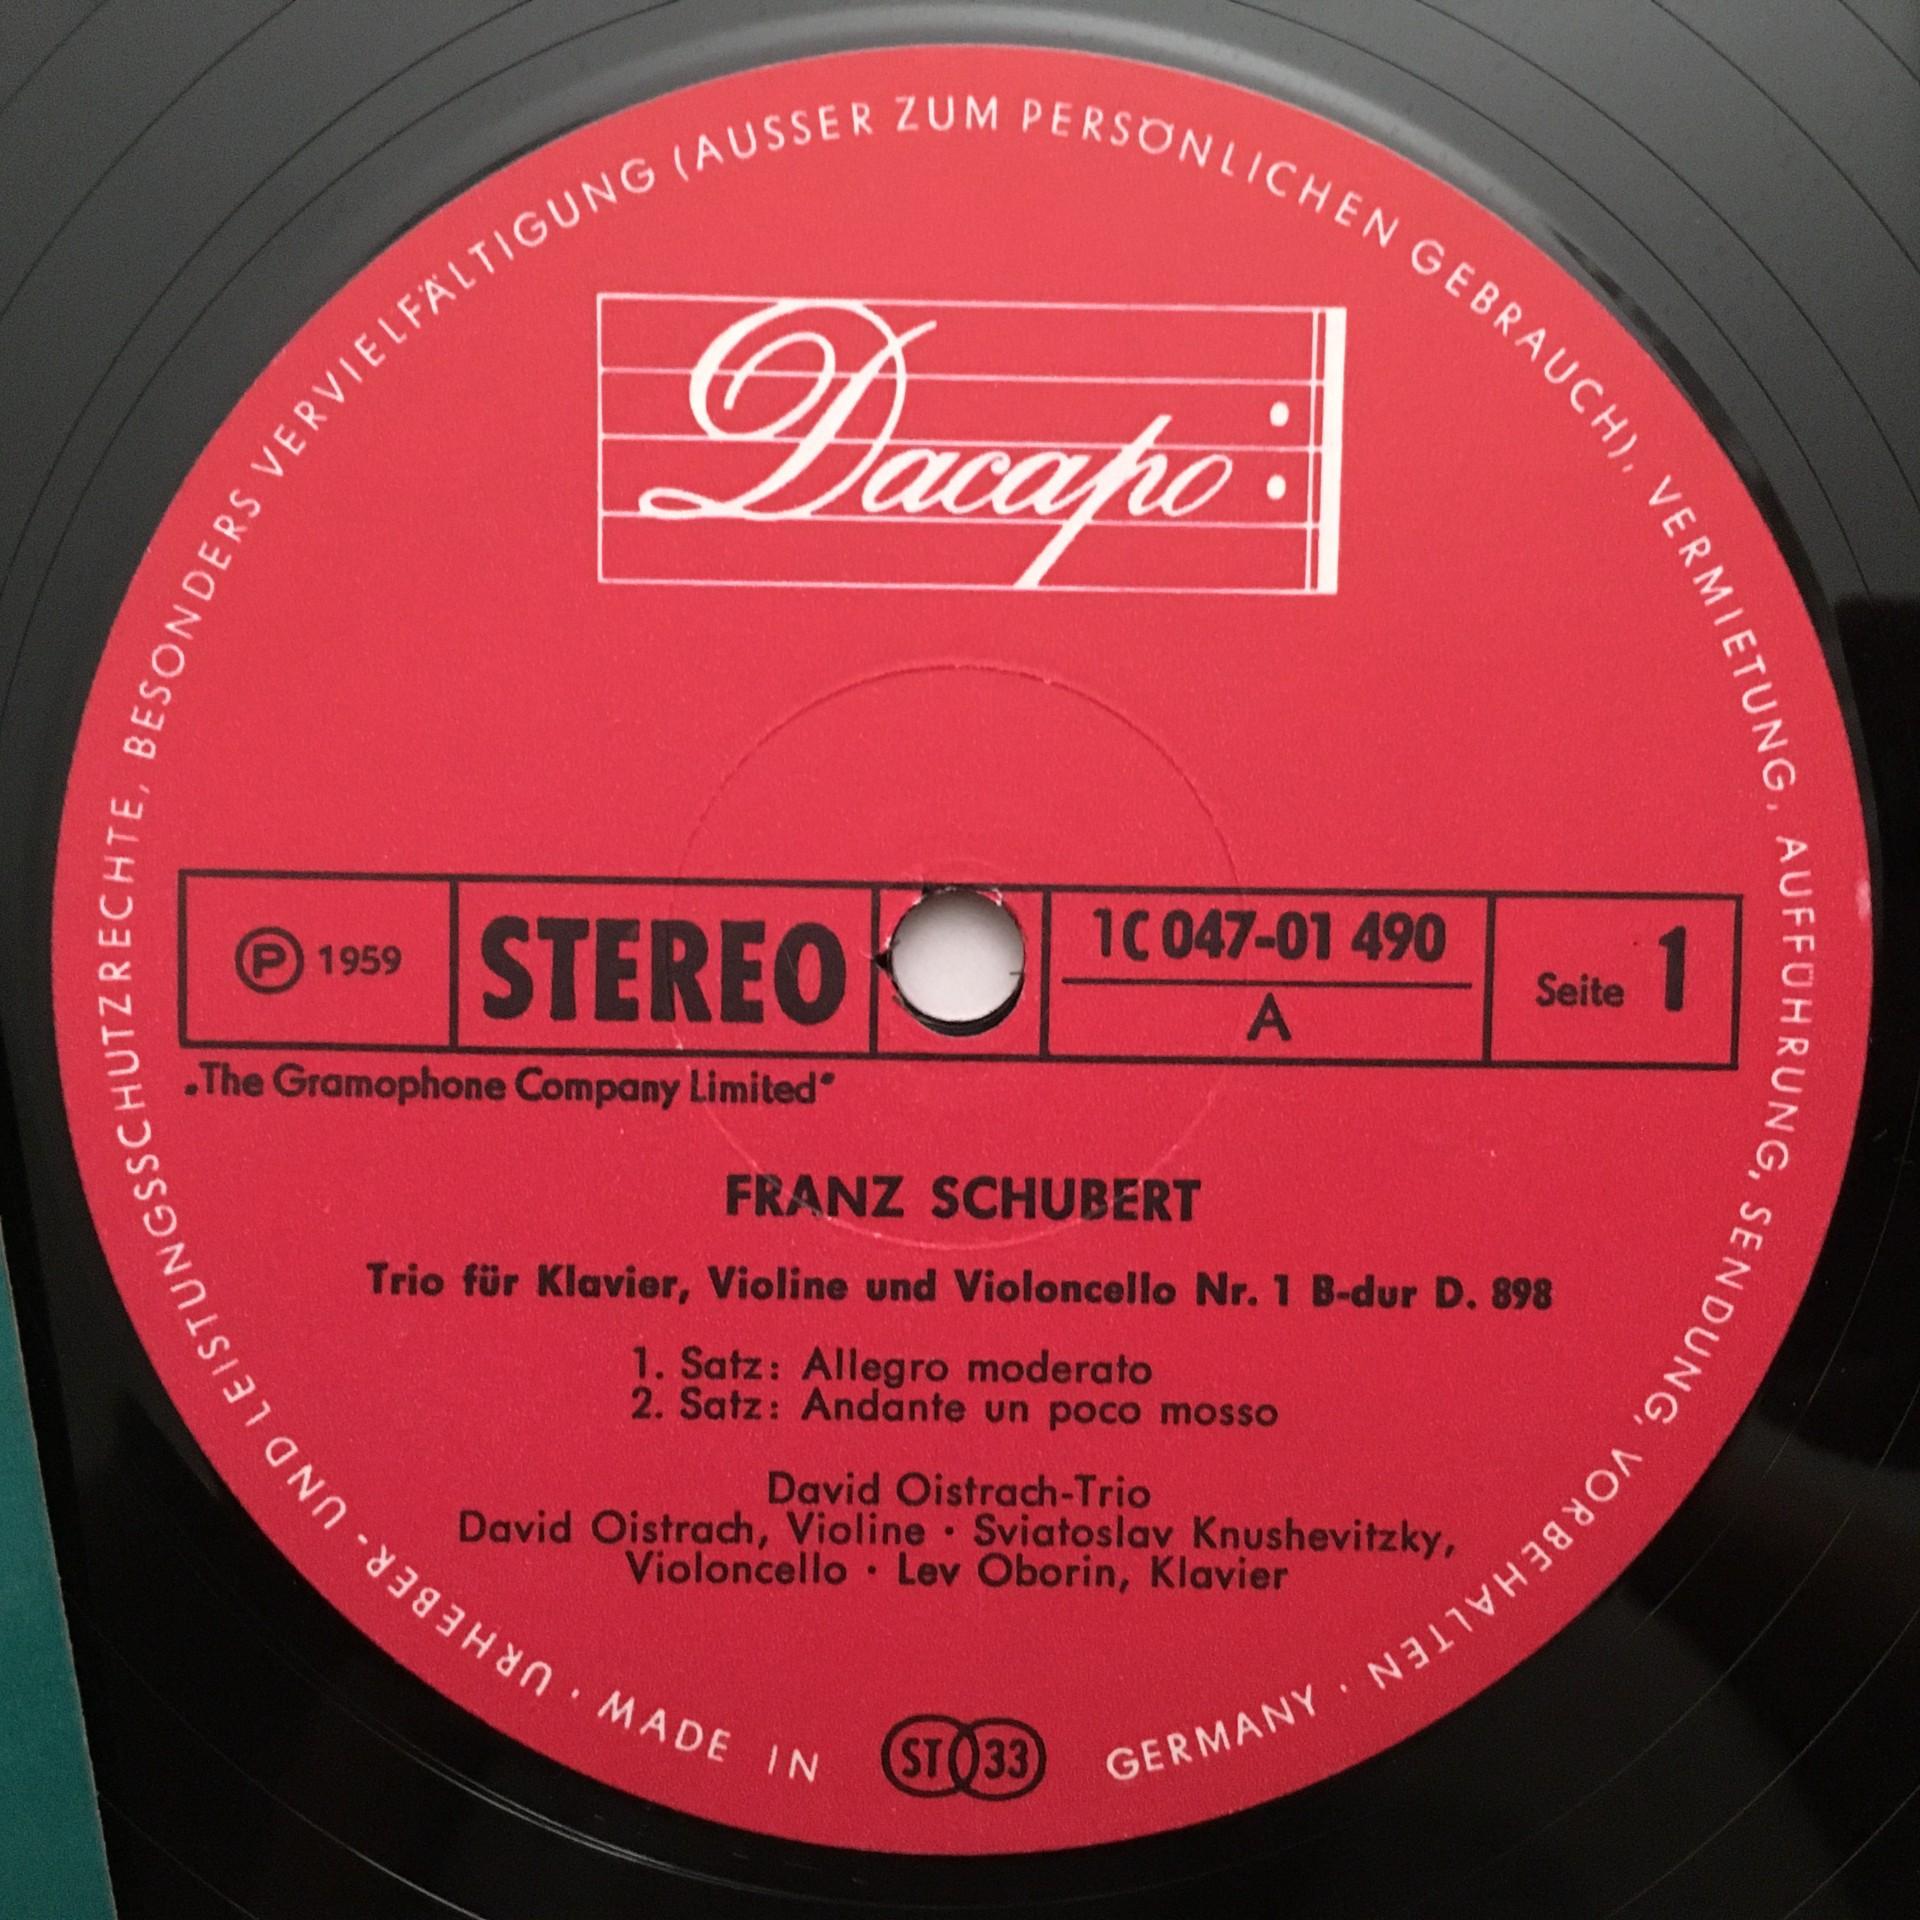 URHEBER- UND LEISTUNGSSCHUTZRECHTE, BESONDERS VERVIELFÄLTIGUNG (AUSSER ZUM PERSÖNLICHEN GEBRAUCH), VERMIETUNG, AUFFÜHRUNG, SENDUNG, VORBEHALTEN ·
Dacapo
Ⓟ 1959
STEREO
1C 047-01 490
A
Seite 1
„The Gramophone Company Limited“
FRANZ SCHUBERT
Trio für Klavier, Violine und Violoncello Nr. 1 B-dur D. 898
1. Satz: Allegro moderato
2. Satz: Andante un poco mosso
David Oistrach-Trio
David Oistrach, Violine · Sviatoslav Knushevitzky,
Violoncello · Lev Oborin, Klavier
· MADE IN GERMANY
ST 33